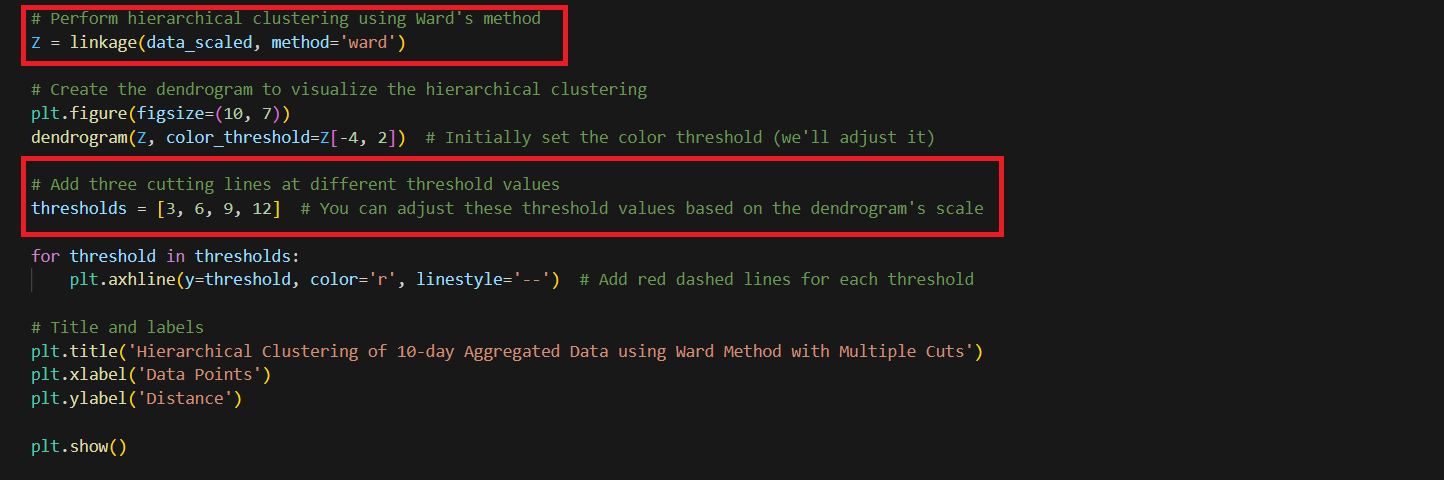 # Perform hierarchical clustering using Ward's method
Z = linkage(data_scaled, method='ward')
# Create the dendrogram to visualize the hierarchical clustering
plt.figure(figsize=(10, 7))
dendrogram(Z, color_threshold=Z[-4, 2])  # Initially set the color threshold (we'll adjust it)
# Add three cutting lines at different threshold values
thresholds = [3, 6, 9, 12]  # You can adjust these threshold values based on the dendrogram's scale
for threshold in thresholds:
    plt.axhline(y=threshold, color='r', linestyle='--')  # Add red dashed lines for each threshold
# Title and labels
plt.title('Hierarchical Clustering of 10-day Aggregated Data using Ward Method with Multiple Cuts')
plt.xlabel('Data Points')
plt.ylabel('Distance')
plt.show()